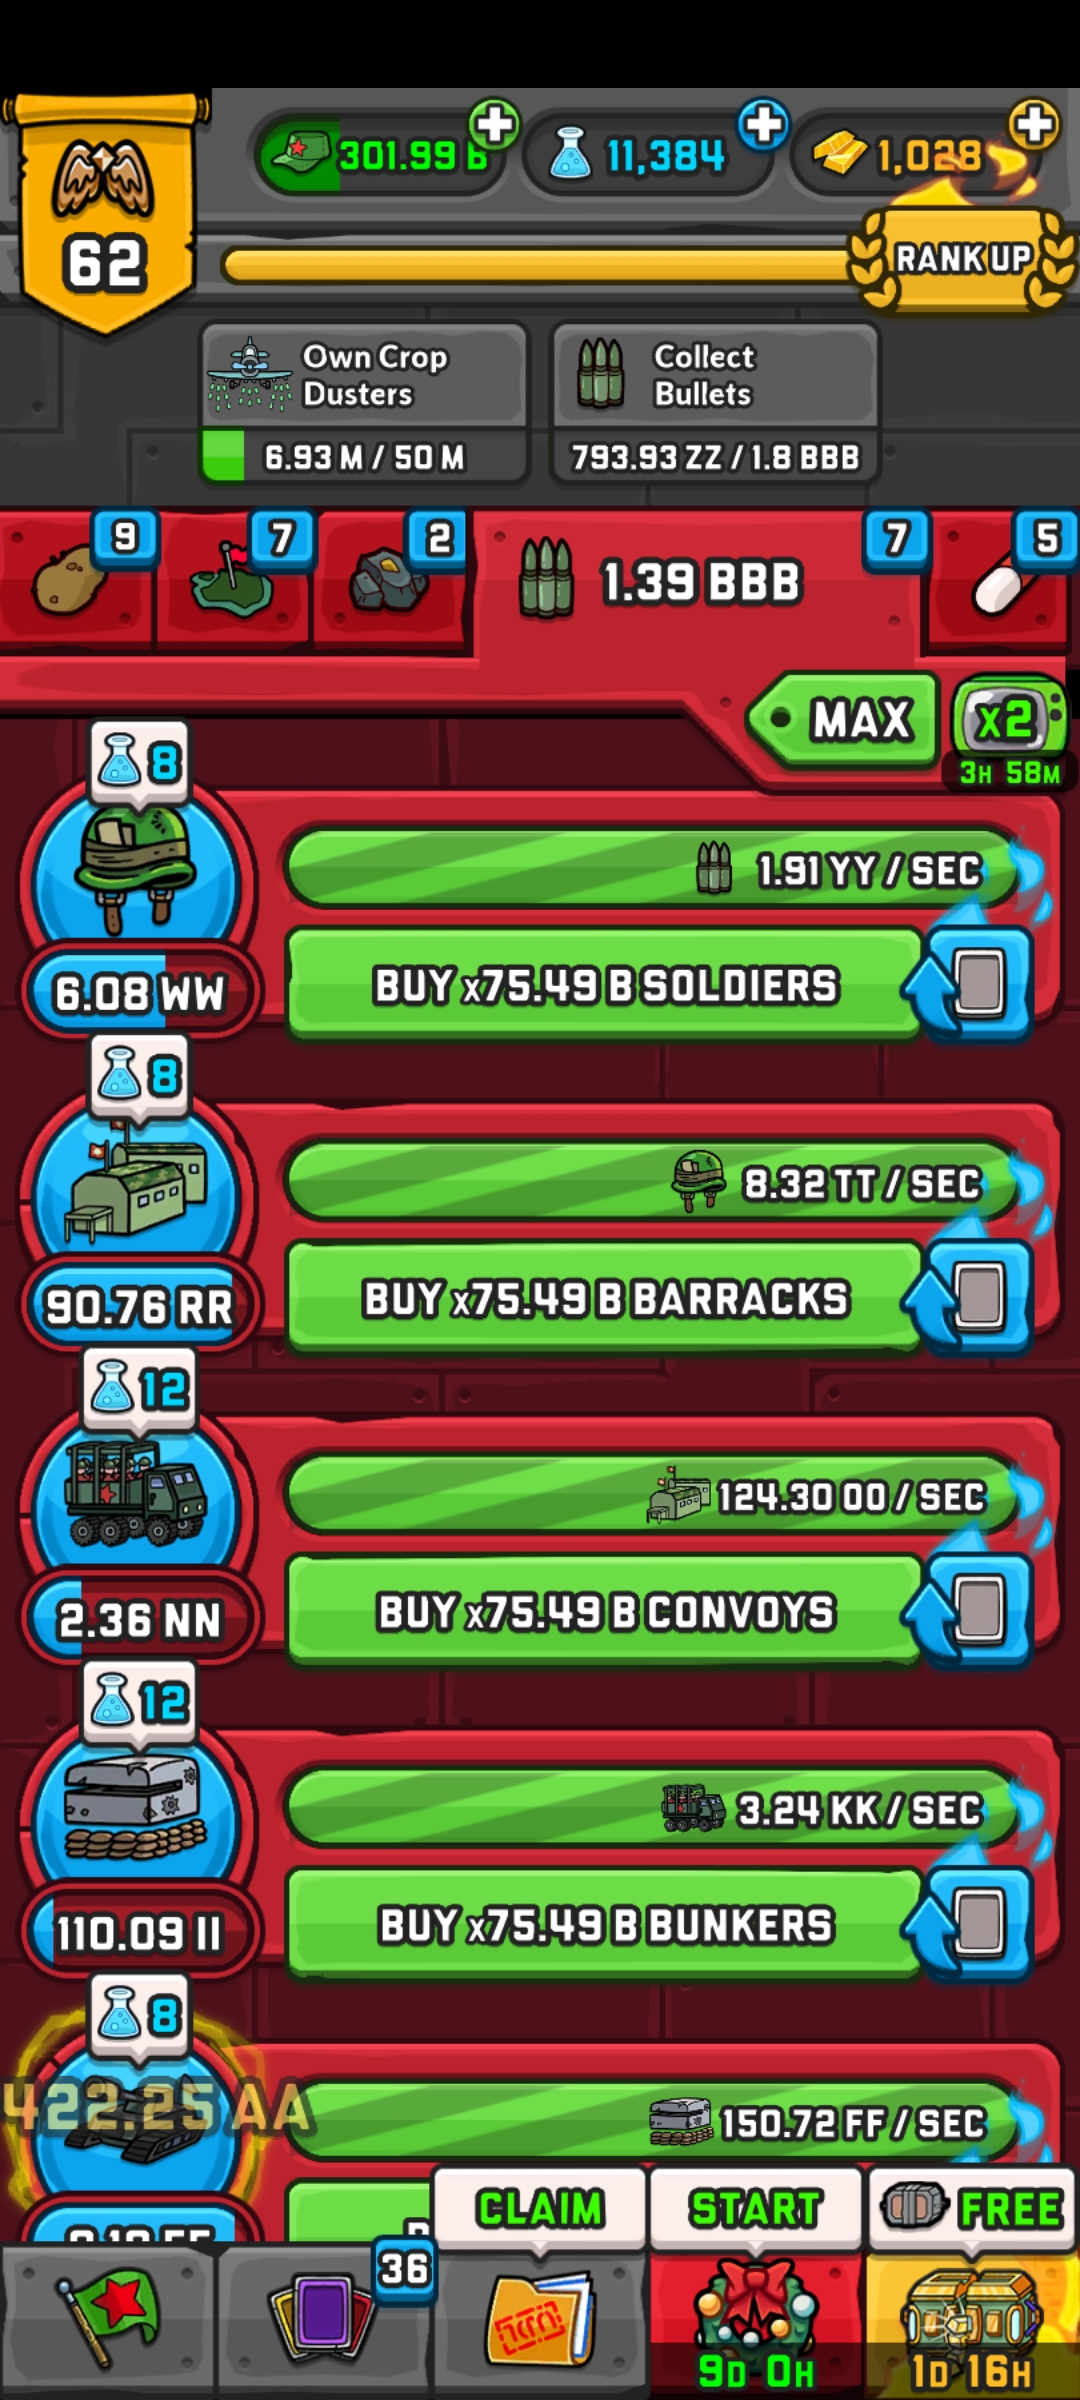 301.99 B
11,384
1,028
62
RANK UP
Own Crop
Dusters
6.93 M / 50 M
Collect
Bullets
793.93 ZZ / 1.8 BBB
9
7
2
1.39 BBB
7
5
MAX
x2
3H 58M
8
1.91 YY / SEC
6.08 WW
BUY x75.49 B SOLDIERS
8
8.32 TT / SEC
90.76 RR
BUY x75.49 B BARRACKS
12
124.30 OO / SEC
2.36 NN
BUY x75.49 B CONVOYS
12
3.24 KK / SEC
110.09 II
BUY x75.49 B BUNKERS
8
422.25 AA
150.72 FF / SEC
CLAIM
START
FREE
36
9D 0H
1D 16H